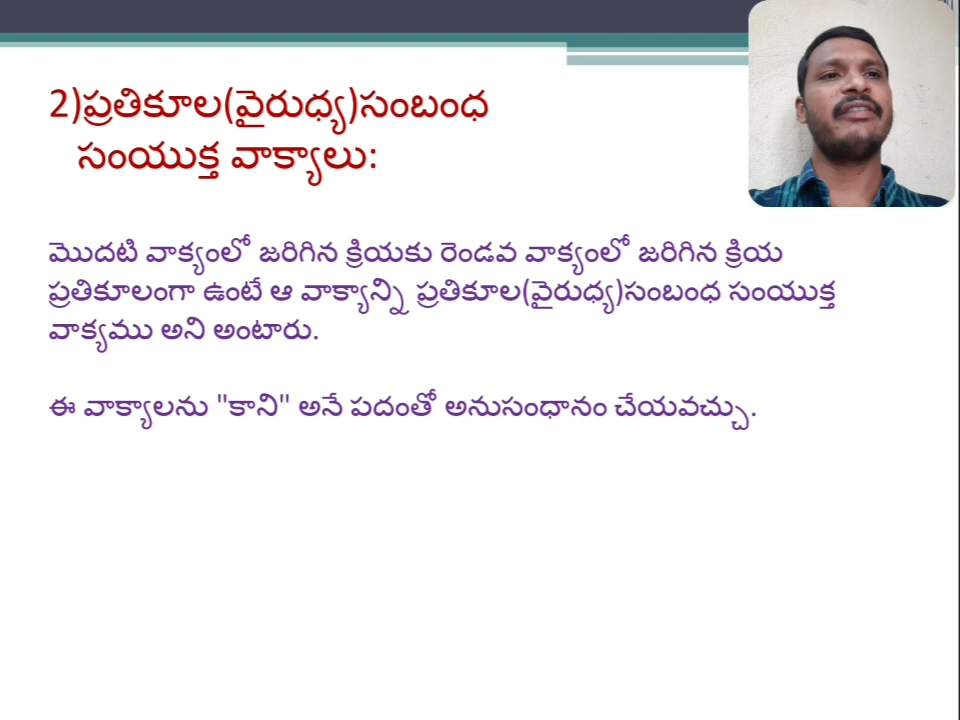 2)ప్రతికూల(వైరుధ్య)సంబంధ
సంయుక్త వాక్యాలు:
మొదటి వాక్యంలో జరిగిన క్రియకు రెండవ వాక్యంలో జరిగిన క్రియ
ప్రతికూలంగా ఉంటే ఆ వాక్యాన్ని ప్రతికూల(వైరుధ్య)సంబంధ సంయుక్త
వాక్యము అని అంటారు.
ఈ వాక్యాలను "కాని" అనే పదంతో అనుసంధానం చేయవచ్చు.